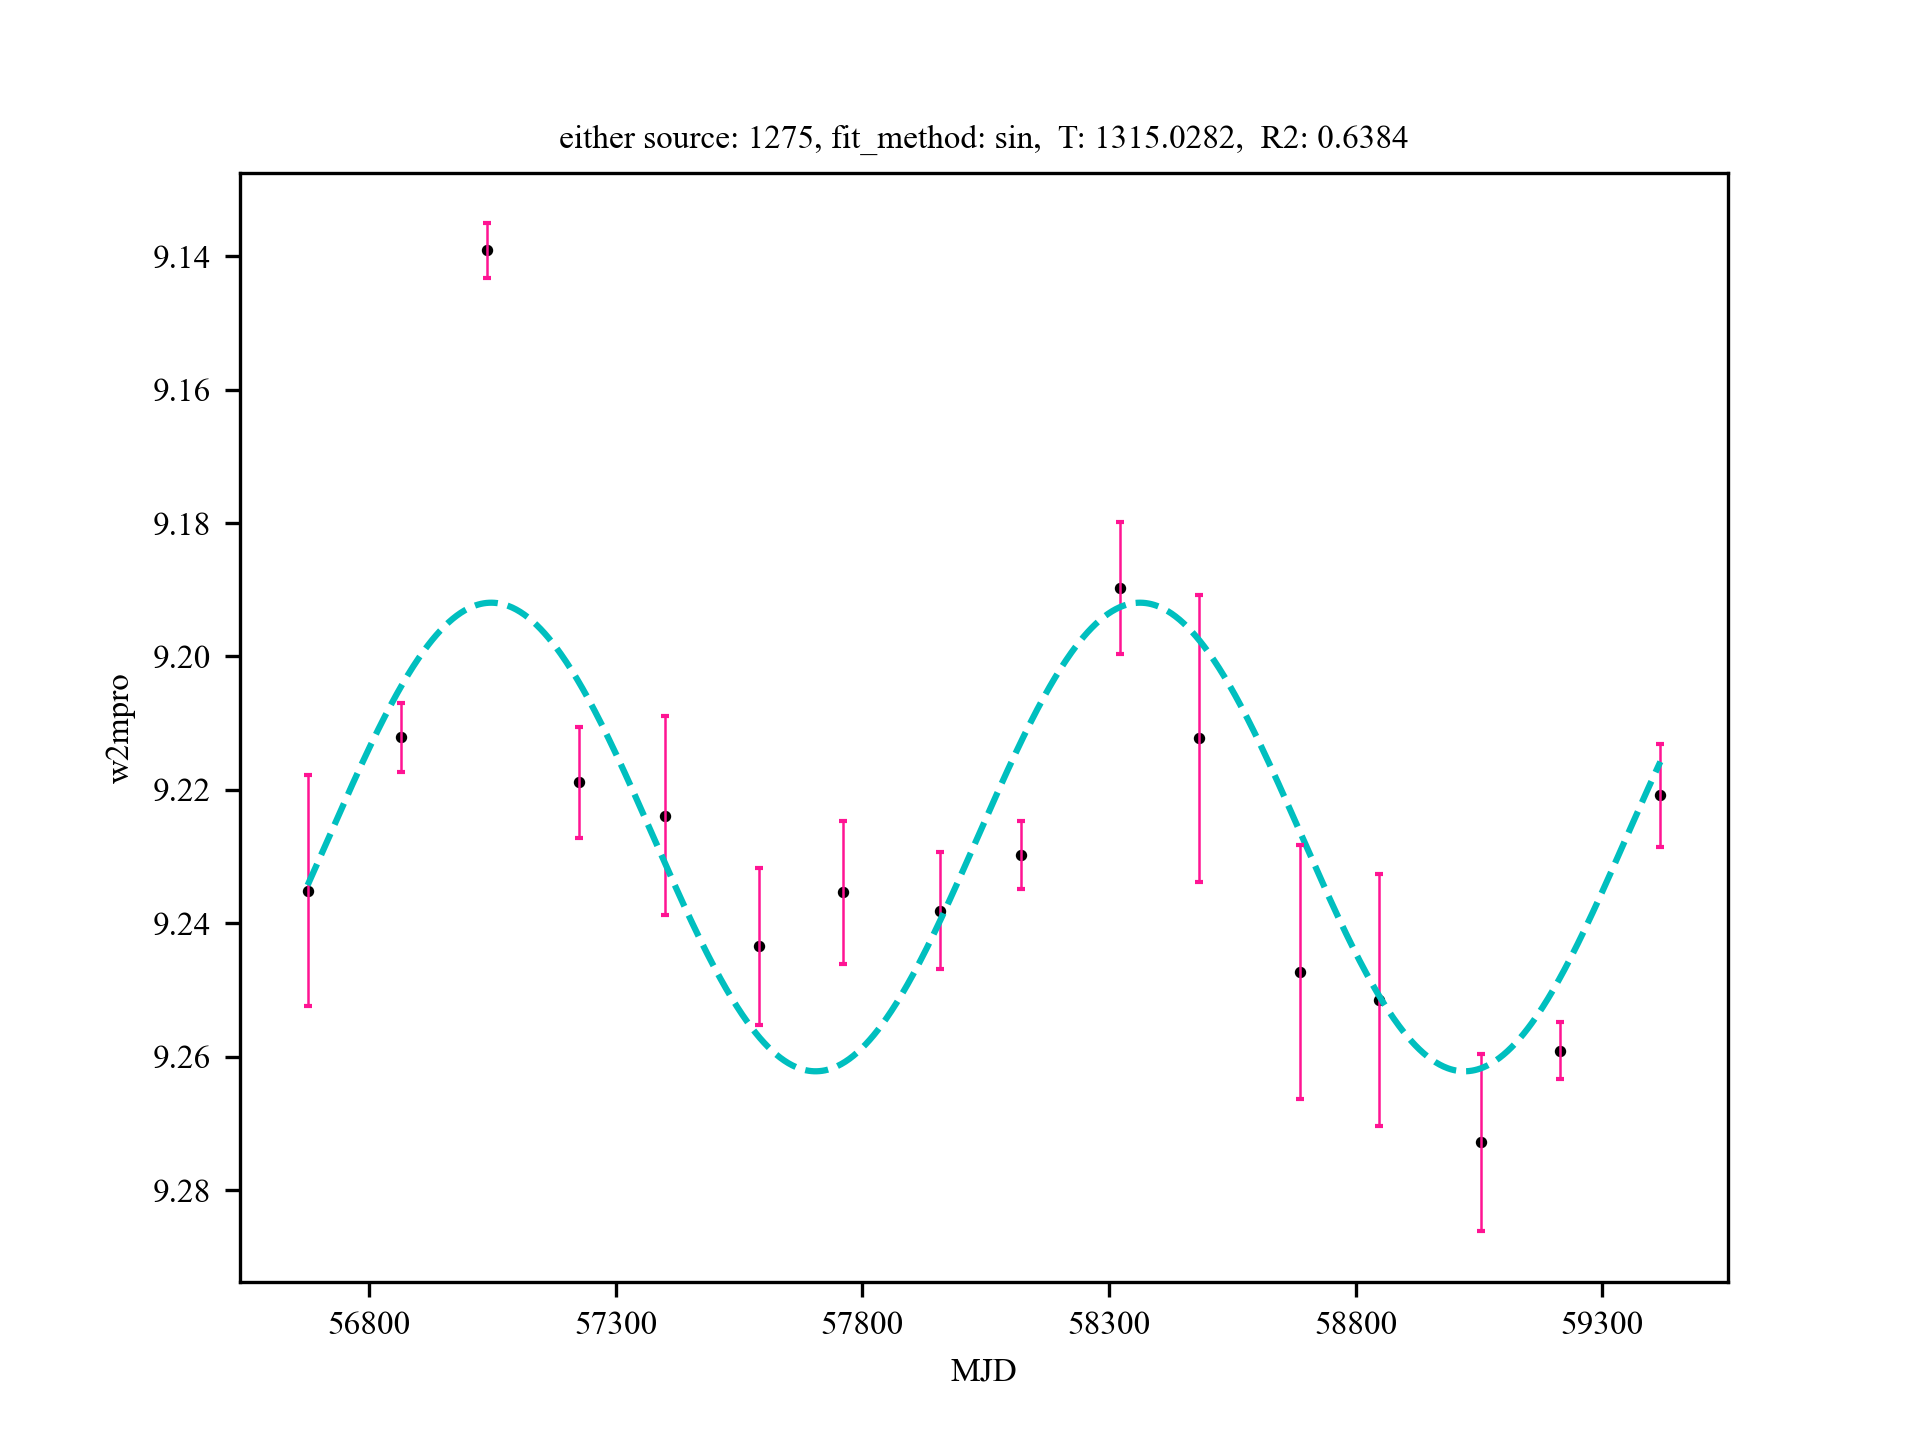 either source: 1275, fit_method: sin,  T: 1315.0282,  R2: 0.6384
9.14
9.16
9.18
9.20
9.22
9.24
9.26
9.28
w2mpro
56800 57300 57800 58300 58800 59300
MJD